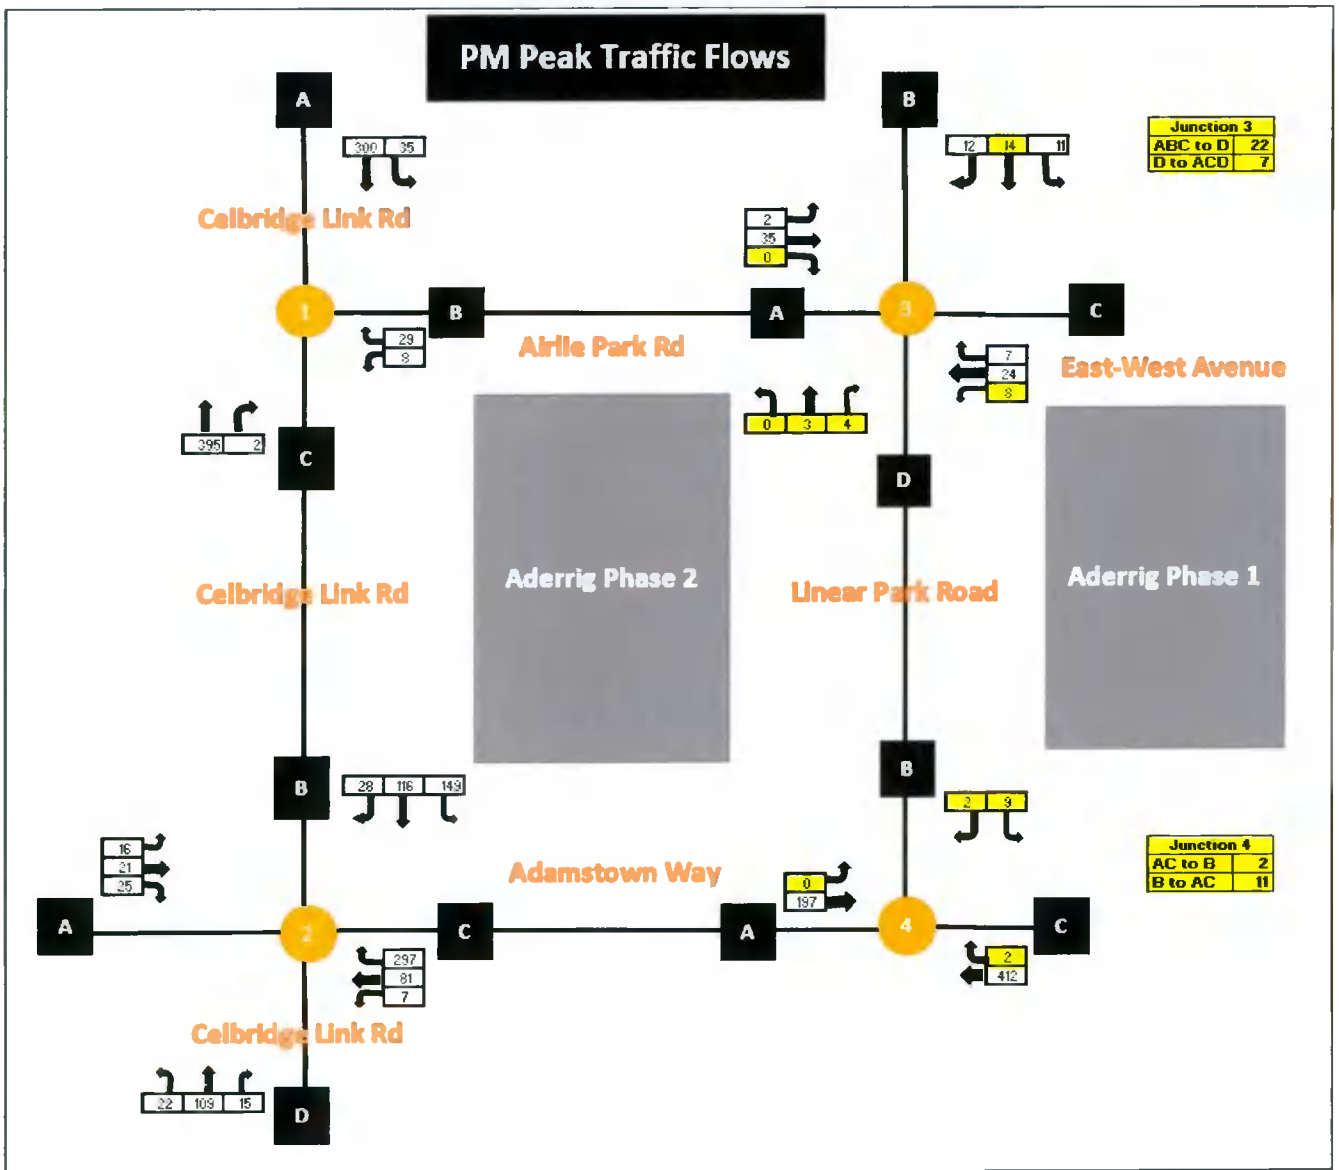 PM Peak Traffic Flows
A
B
300 35
12 14 11
Junction 3
ABC to D 22
D to ACD 7
Celbridge Link Rd
2
35
0
1
B
A
3
C
29
8
Airlie Park Rd
7
24
8
East-West Avenue
395 2
C
0 3 4
D
Celbridge Link Rd
Aderrig Phase 2
Linear Park Road
Aderrig Phase 1
B
28 116 149
B
2 9
16
21
25
Adamstown Way
0
197
Junction 4
AC to B 2
B to AC 11
A
2
C
A
4
C
297
81
7
2
412
Celbridge Link Rd
22 109 15
D